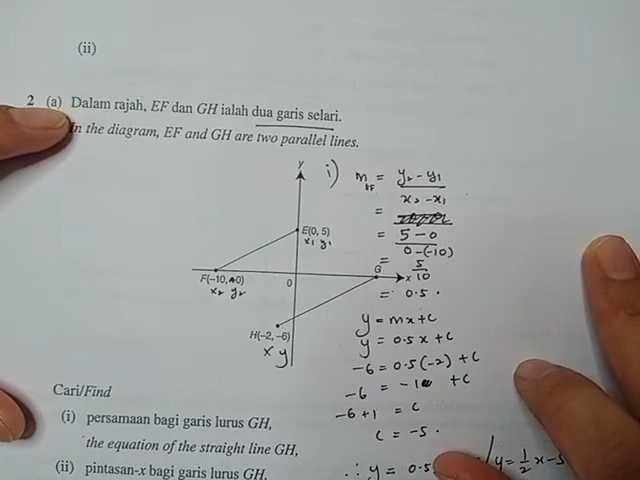 (ii)
2 (a) Dalam rajah, EF dan GH ialah dua garis selari.
In the diagram, EF and GH are two parallel lines.
y
i)
m_EF = y₂ - y₁
x₂ - x₁
=
E(0, 5)
x₁ y₁
= 5 - 0
0 - (-10)
F(-10, 0)
x₂ y₂
0
G
x
= 5
10
= 0.5
H(-2, -6)
x y
y = mx + c
y = 0.5x + c
-6 = 0.5(-2) + c
-6 = -1 + c
-6 + 1 = c
c = -5
Cari/Find
(i) persamaan bagi garis lurus GH,
the equation of the straight line GH,
(ii) pintasan-x bagi garis lurus GH,
∴ y = 0.5
/ y = 1/2 x - 5